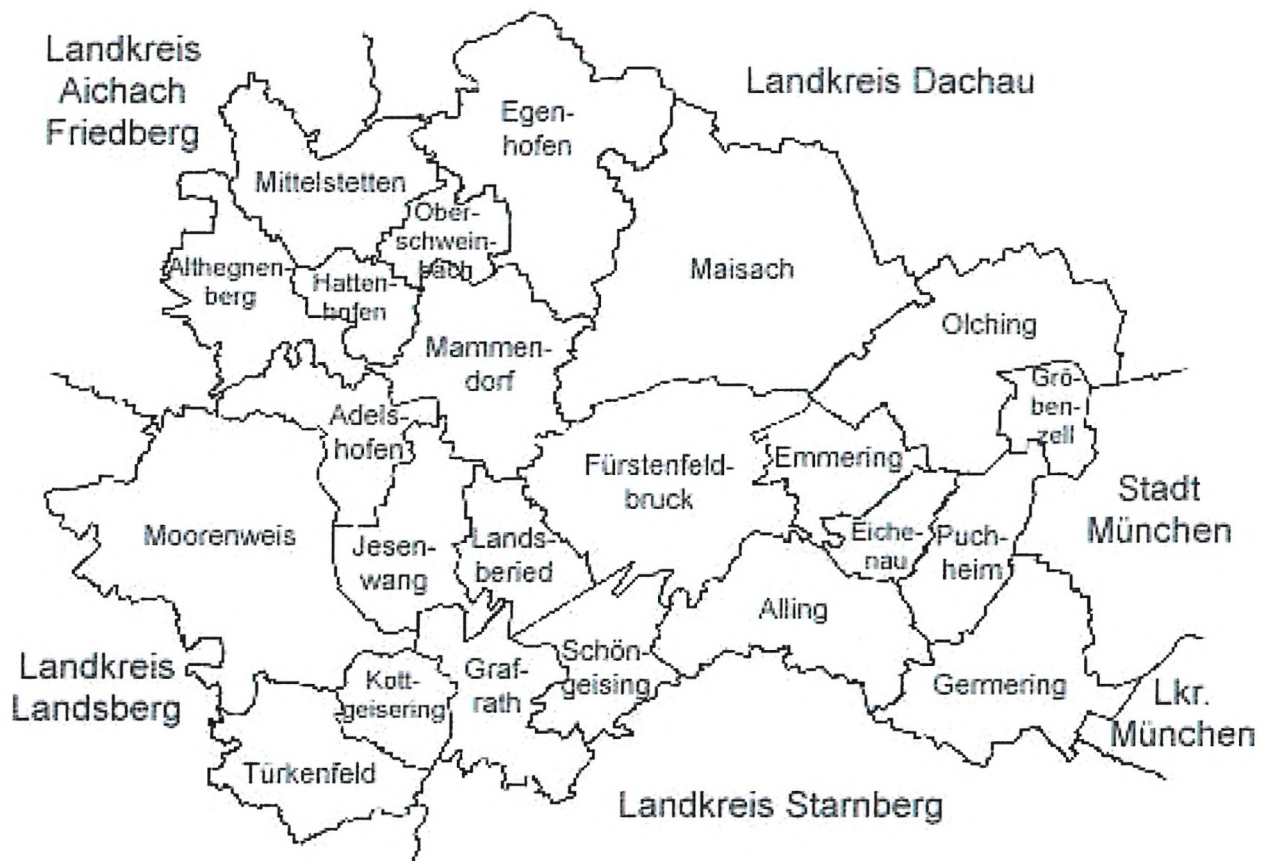 Landkreis
Aichach
Friedberg
Landkreis Dachau
Egen-
hofen
Mittelstetten
Ober-
schwein-
bach
Althegnen-
berg
Hatten-
hofen
Maisach
Olching
Mammen-
dorf
Grö-
ben-
zell
Adels-
hofen
Emmering
Fürstenfeld-
bruck
Stadt
München
Moorenweis
Jesen-
wang
Lands-
beried
Eiche-
nau
Puch-
heim
Alling
Landkreis
Landsberg
Kott-
geisering
Graf-
rath
Schön-
geising
Germering
Lkr.
München
Türkenfeld
Landkreis Starnberg